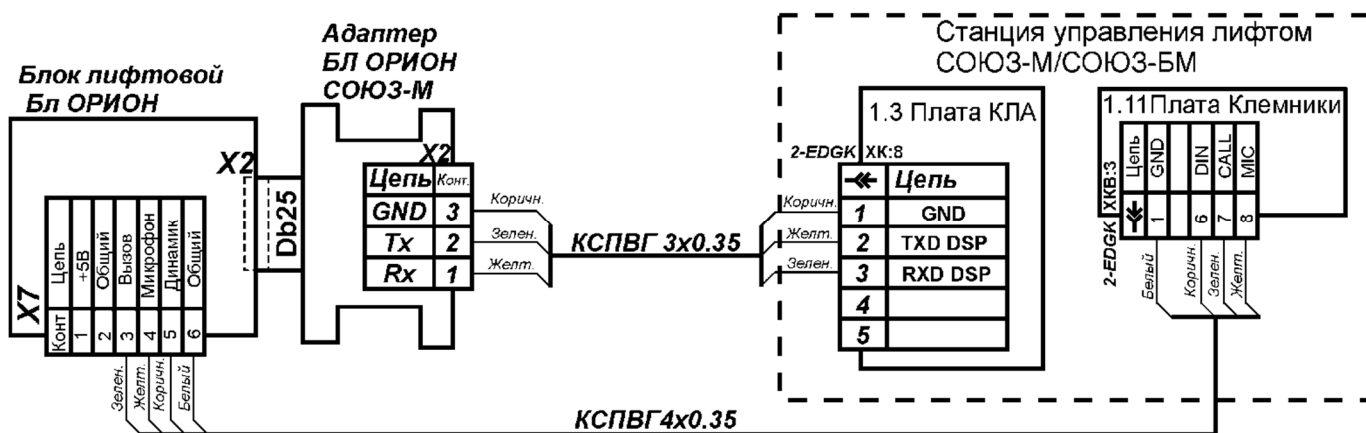 Адаптер
БЛ ОРИОН
СОЮЗ-М
Блок лифтовой
Бл ОРИОН
Станция управления лифтом
СОЮЗ-М/СОЮЗ-БМ
1.3 Плата КЛА
1.11Плата Клемники
X2
Db25
X2
Цепь Конт.
GND 3
Tx 2
Rx 1
Коричн.
Зелен.
Желт.
КСПВГ 3x0.35
Коричн.
Желт.
Зелен.
2-EDGK XK:8
Цепь
1 GND
2 TXD DSP
3 RXD DSP
4
5
2-EDGK XKB:3
Цепь
1 GND
6 DIN
7 CALL
8 MIC
Белый
Коричн.
Зелен.
Желт.
X7
Конт Цепь
1 +5В
2 Общий
3 Вызов
4 Микрофон
5 Динамик
6 Общий
Зелен.
Желт.
Коричн.
Белый
КСПВГ4x0.35